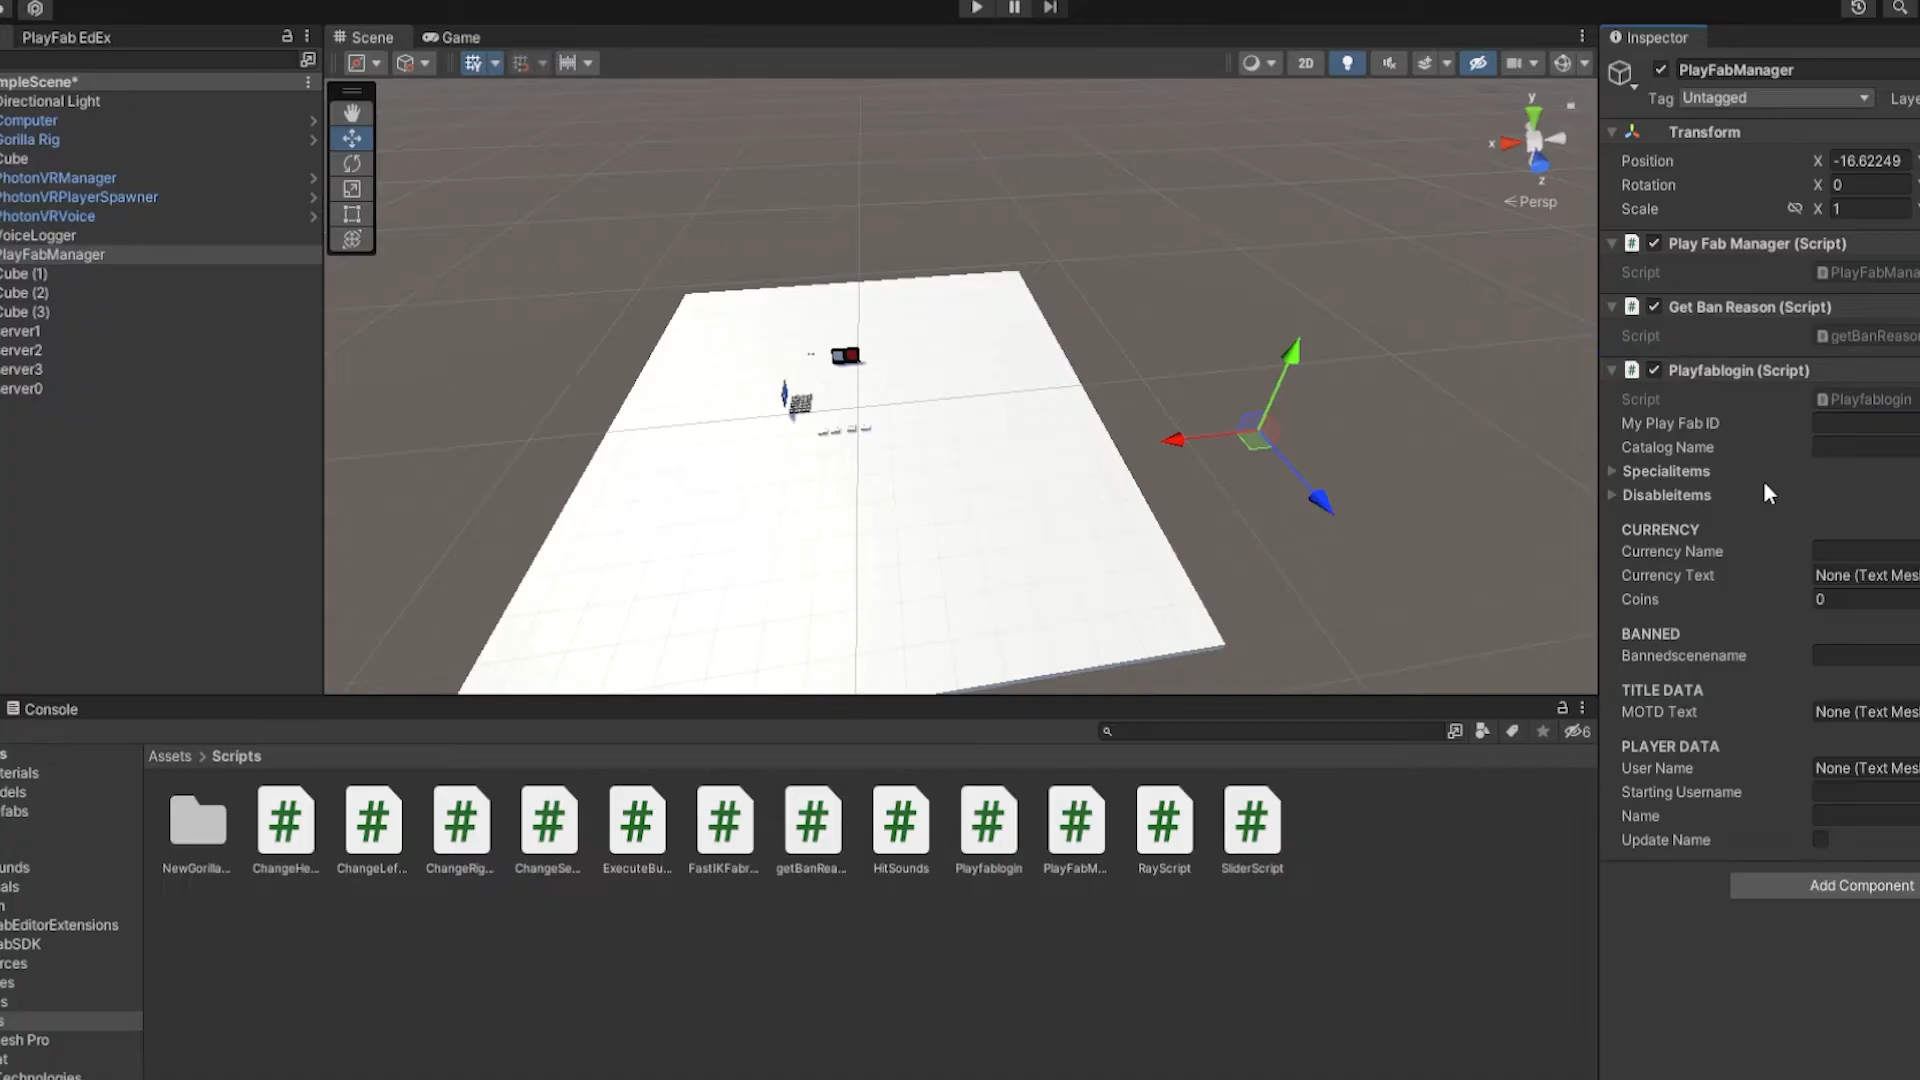 PlayFab EdEx
mpleScene*
Directional Light
Computer
Gorilla Rig
Cube
PhotonVRManager
PhotonVRPlayerSpawner
PhotonVRVoice
VoiceLogger
PlayFabManager
Cube (1)
Cube (2)
Cube (3)
erver1
erver2
erver3
erver0
Scene
Game
2D
y
x
z
Persp
Inspector
PlayFabManager
Tag Untagged Laye
Transform
Position X -16.62249
Rotation X 0
Scale X 1
Play Fab Manager (Script)
Script PlayFabMana
Get Ban Reason (Script)
Script getBanReaso
Playfablogin (Script)
Script Playfablogin
My Play Fab ID
Catalog Name
Specialitems
Disableitems
CURRENCY
Currency Name
Currency Text None (Text Mes
Coins 0
BANNED
Bannedscenename
TITLE DATA
MOTD Text None (Text Mes
PLAYER DATA
User Name None (Text Mes
Starting Username
Name
Update Name
Add Component
Console
6
s
terials
dels
fabs
unds
als
n
abEditorExtensions
abSDK
rces
es
s
s
esh Pro
at
Technologies
Assets > Scripts
NewGorilla...
ChangeHe...
ChangeLef...
ChangeRig...
ChangeSe...
ExecuteBu...
FastIKFabr...
getBanRea...
HitSounds
Playfablogin
PlayFabM...
RayScript
SliderScript